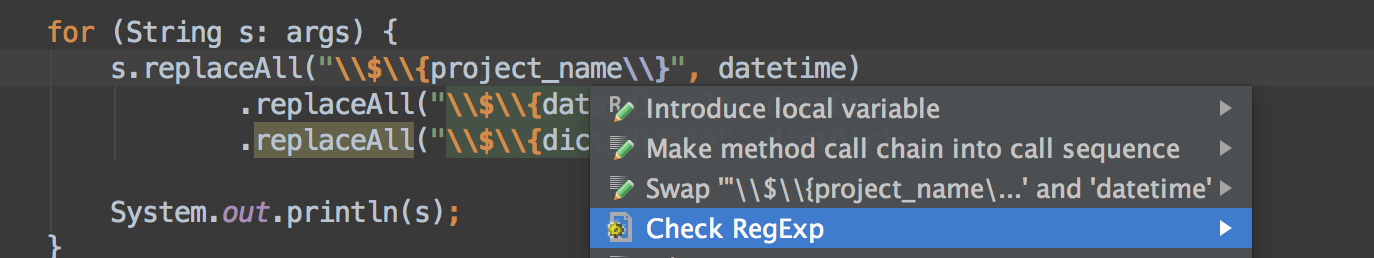 for (String s: args) {
s.replaceAll("\\$\\{project_name\\}", datetime)
.replaceAll("\\$\\{dat
.replaceAll("\\$\\{dic
System.out.println(s);
}
Introduce local variable
Make method call chain into call sequence
Swap '"\\$\\{project_name\...' and 'datetime'
Check RegExp